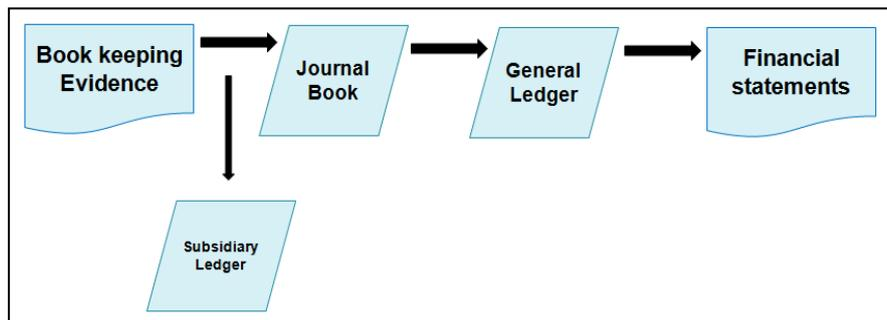 Book keeping
Evidence
Journal
Book
General
Ledger
Financial
statements
Subsidiary
Ledger